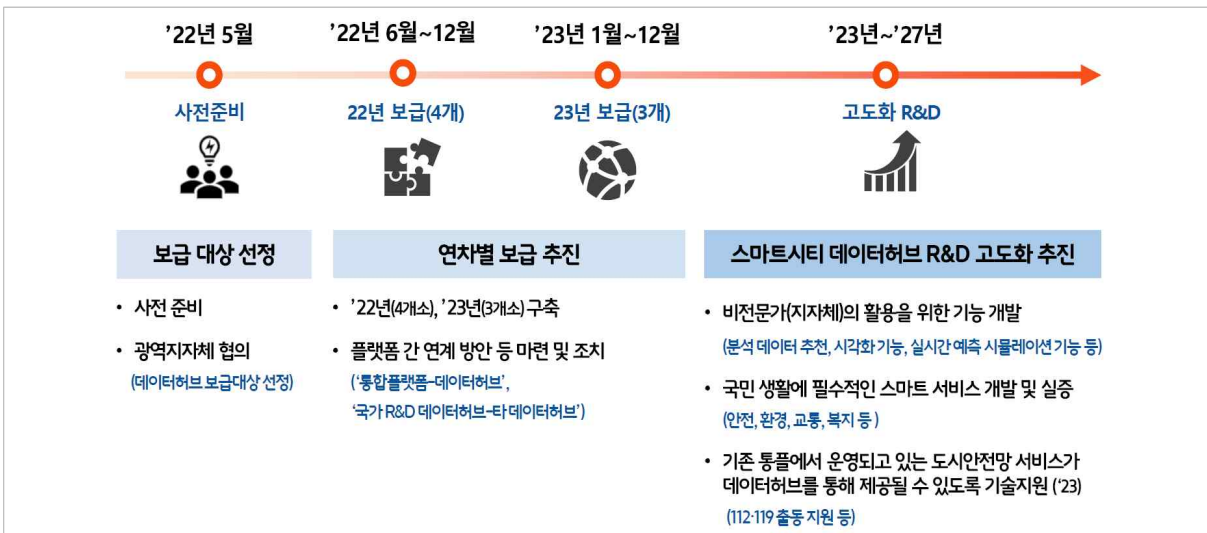 ’22년 5월
’22년 6월~12월
’23년 1월~12월
’23년~’27년
사전준비
22년 보급(4개)
23년 보급(3개)
고도화 R&D
보급 대상 선정
• 사전 준비
• 광역지자체 협의
(데이터허브 보급대상 선정)
연차별 보급 추진
• ’22년(4개소), ’23년(3개소) 구축
• 플랫폼 간 연계 방안 등 마련 및 조치
(‘통합플랫폼-데이터허브’,
‘국가 R&D 데이터허브-타 데이터허브’)
스마트시티 데이터허브 R&D 고도화 추진
• 비전문가(지자체)의 활용을 위한 기능 개발
(분석 데이터 추천, 시각화 기능, 실시간 예측 시뮬레이션 기능 등)
• 국민 생활에 필수적인 스마트 서비스 개발 및 실증
(안전, 환경, 교통, 복지 등 )
• 기존 통플에서 운영되고 있는 도시안전망 서비스가
데이터허브를 통해 제공될 수 있도록 기술지원 (‘23)
(112·119 출동 지원 등)